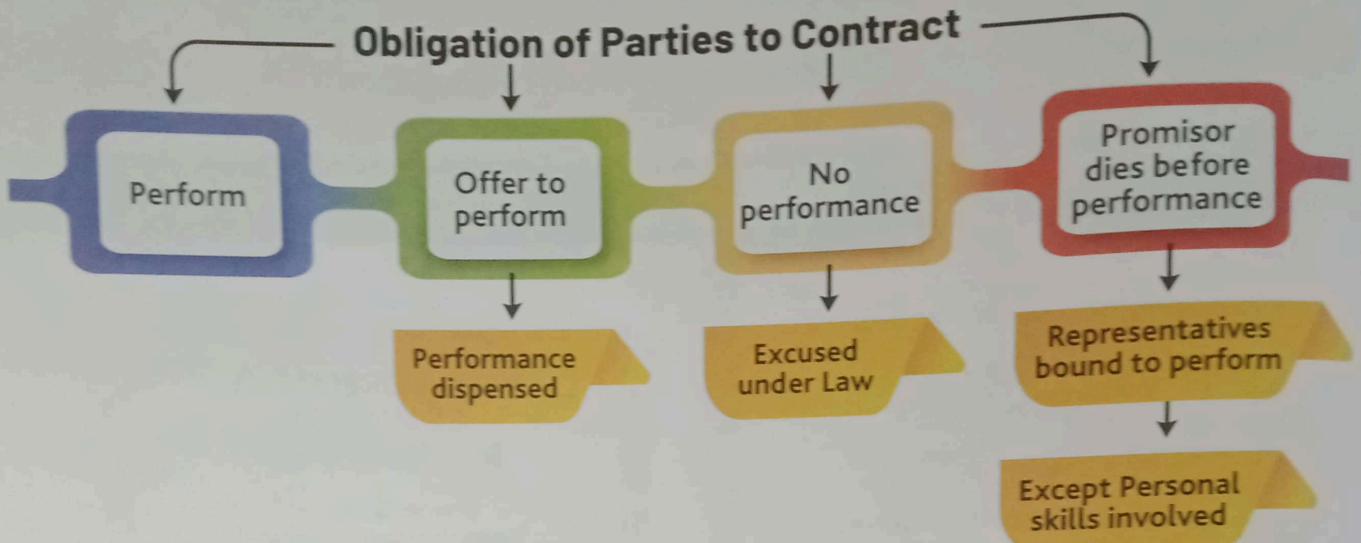 Obligation of Parties to Contract
Perform
Offer to
perform
No
performance
Promisor
dies before
performance
Performance
dispensed
Excused
under Law
Representatives
bound to perform
Except Personal
skills involved